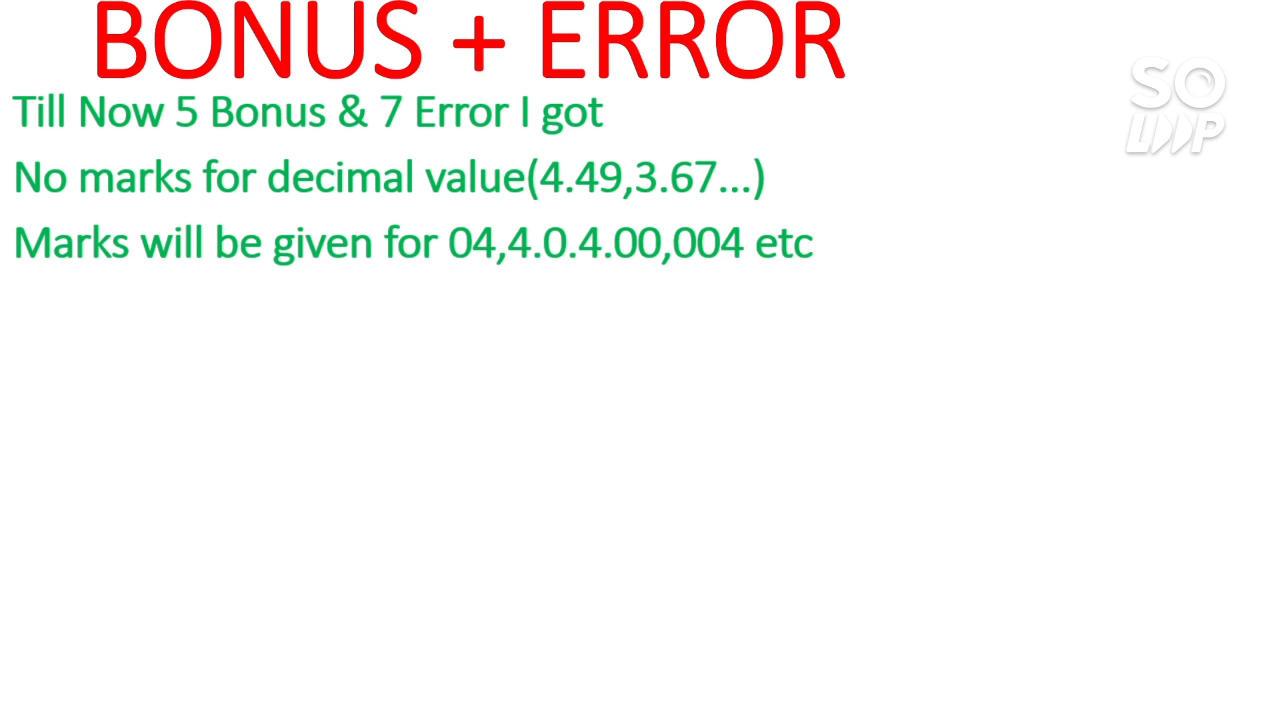 BONUS + ERROR
Till Now 5 Bonus & 7 Error I got
No marks for decimal value(4.49,3.67...)
Marks will be given for 04,4.0.4.00,004 etc
SO
LOOP